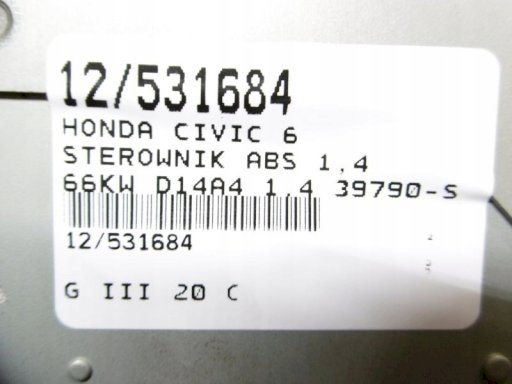 12/531684
HONDA CIVIC 6
STEROWNIK ABS 1,4
66KW D14A4 1.4 39790-S
12/531684
G III 20 C